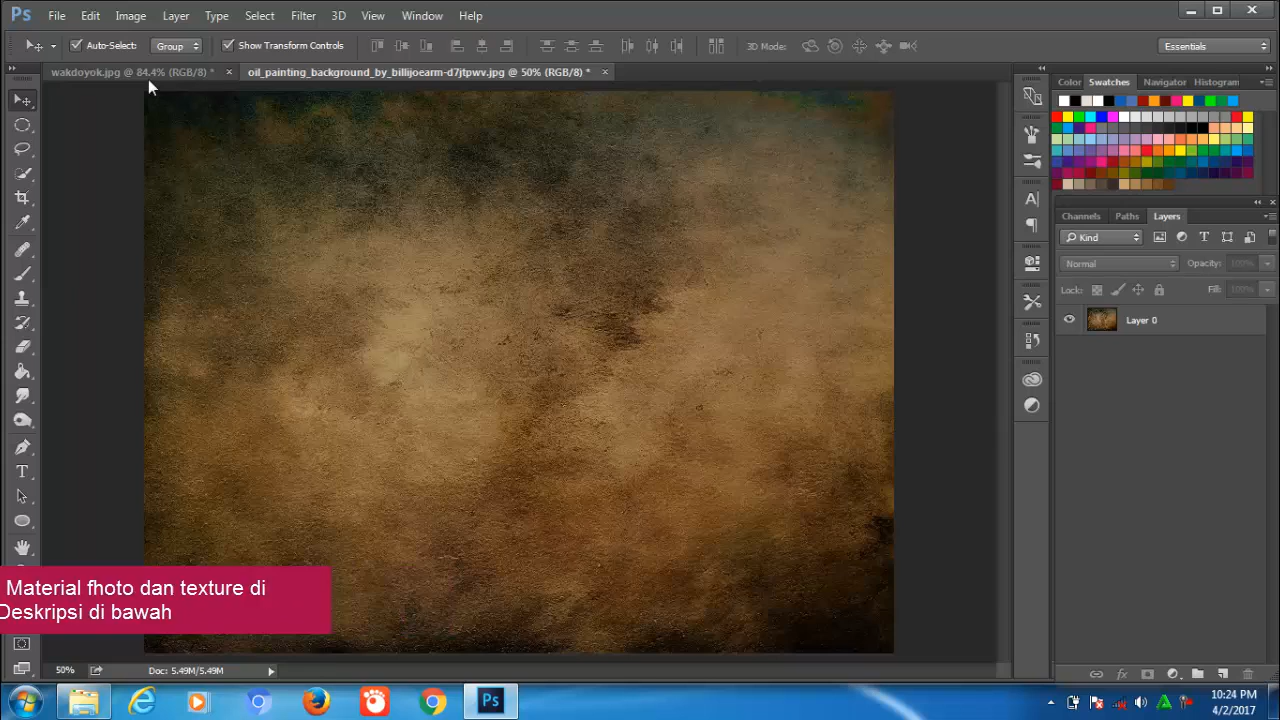 Ps File Edit Image Layer Type Select Filter 3D View Window Help
Auto-Select: Group Show Transform Controls 3D Mode: Essentials
wakdoyok.jpg @ 84.4% (RGB/8) * × oil_painting_background_by_billijoearm-d7jtpwv.jpg @ 50% (RGB/8) * ×
Color Swatches Navigator Histogram
Channels Paths Layers
Kind
Normal Opacity: 100%
Lock: Fill: 100%
Layer 0
Material fhoto dan texture di
Deskripsi di bawah
50% Doc: 5.49M/5.49M
Ps
10:24 PM
4/2/2017